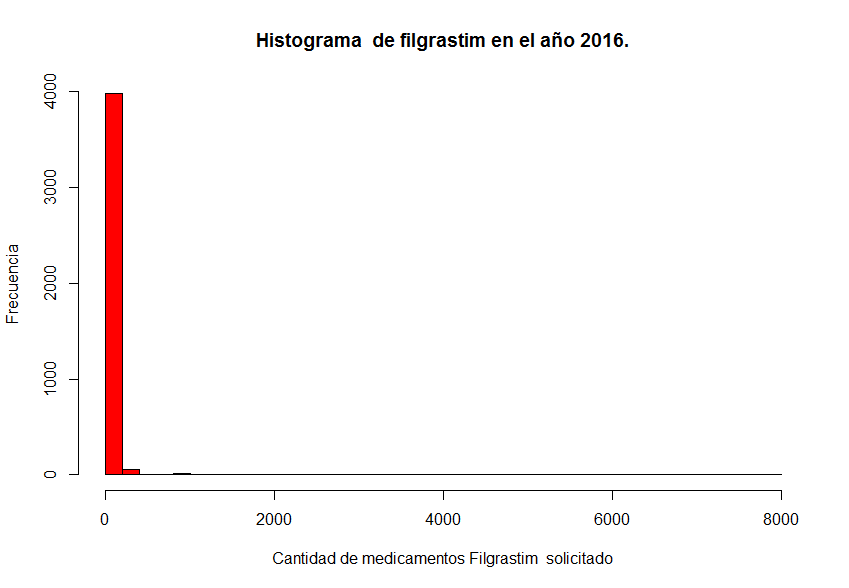 Histograma  de filgrastim en el año 2016.
4000
3000
2000
1000
0
Frecuencia
0 2000 4000 6000 8000
Cantidad de medicamentos Filgrastim  solicitado